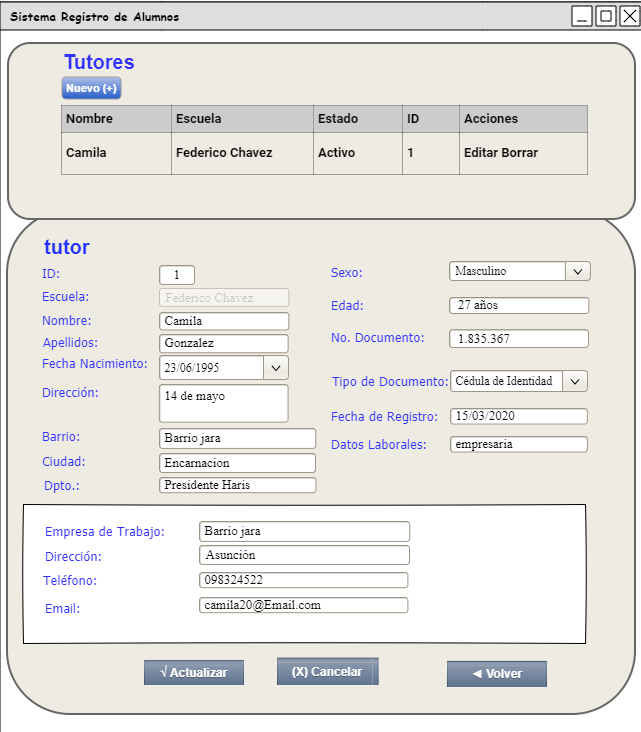 Sistema Registro de Alumnos
Tutores
Nuevo (+)
Nombre Escuela Estado ID Acciones
Camila Federico Chavez Activo 1 Editar Borrar
tutor
ID: 1
Escuela: Federico Chavez
Nombre: Camila
Apellidos: Gonzalez
Fecha Nacimiento: 23/06/1995
Dirección: 14 de mayo
Barrio: Barrio jara
Ciudad: Encarnacion
Dpto.: Presidente Haris
Sexo: Masculino
Edad: 27 años
No. Documento: 1.835.367
Tipo de Documento: Cédula de Identidad
Fecha de Registro: 15/03/2020
Datos Laborales: empresaria
Empresa de Trabajo: Barrio jara
Dirección: Asunción
Teléfono: 098324522
Email: camila20@Email.com
√ Actualizar (X) Cancelar ◄ Volver